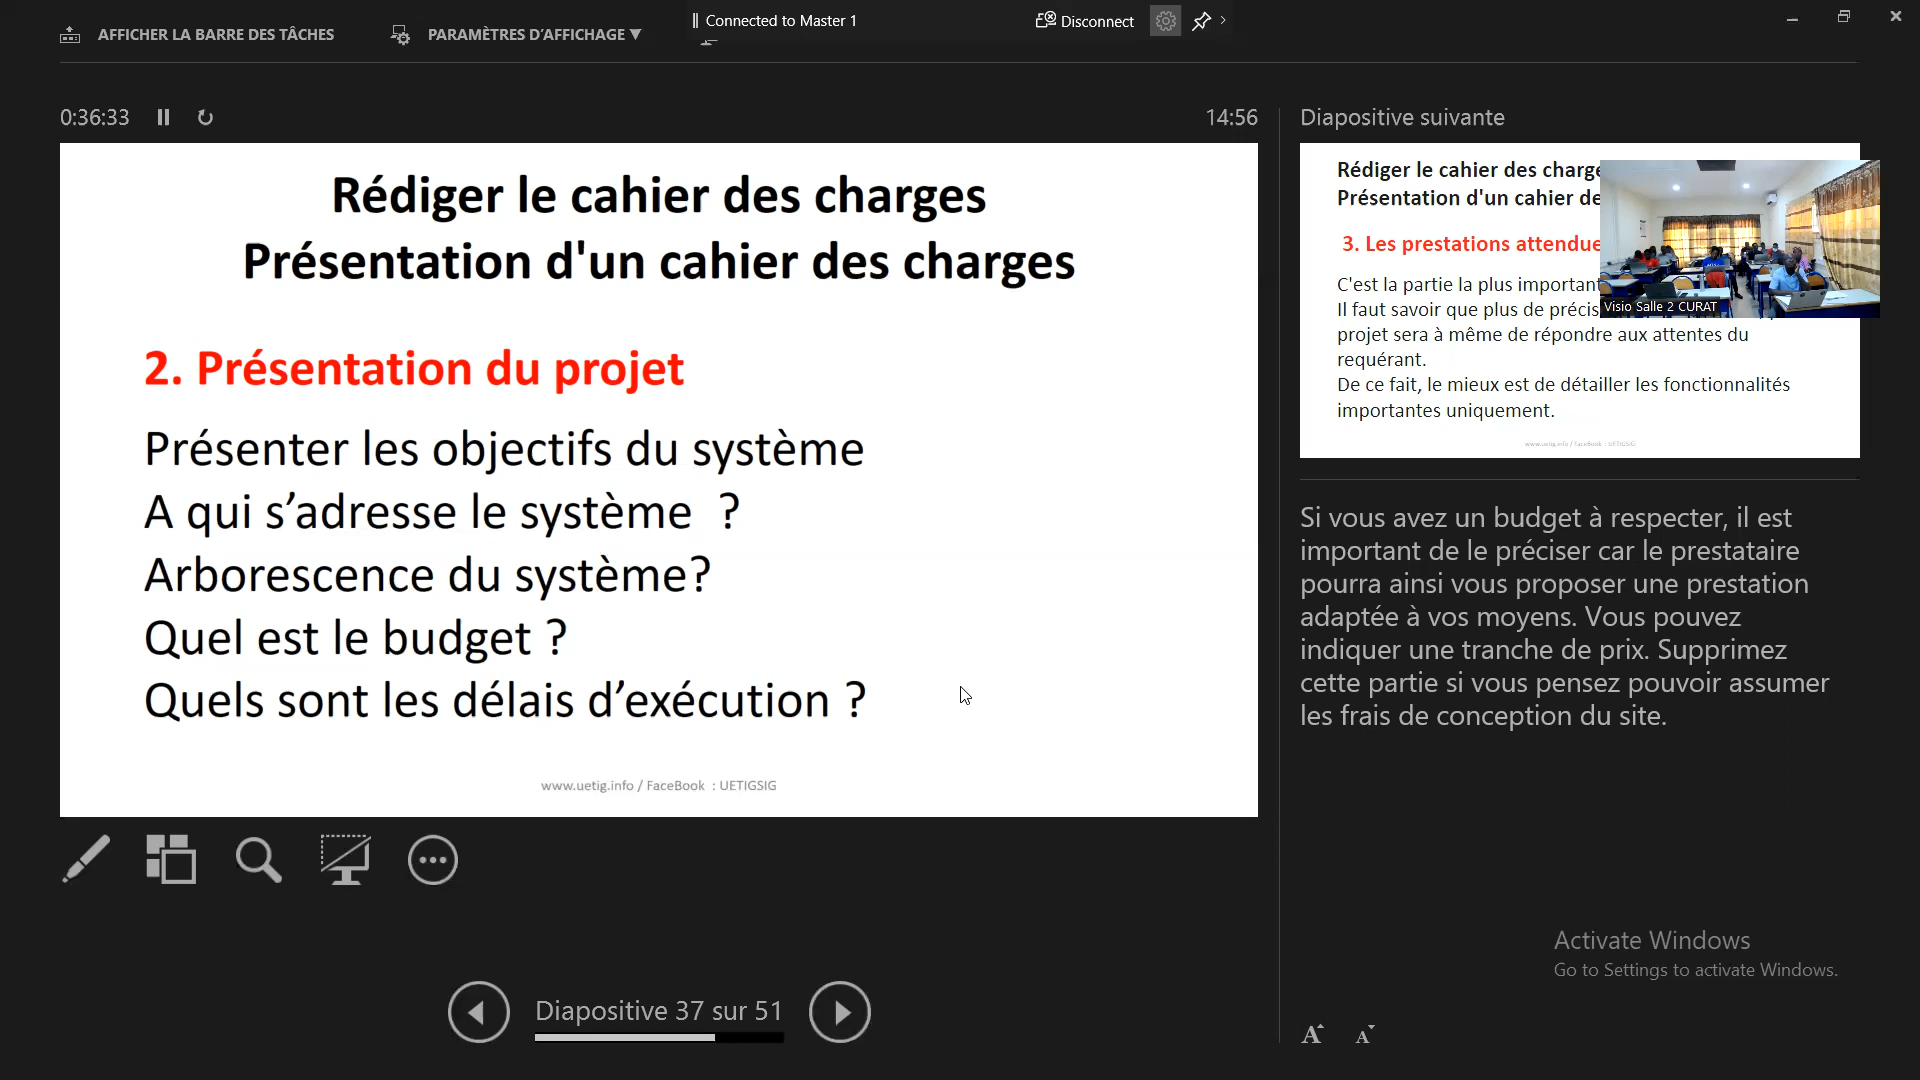 AFFICHER LA BARRE DES TÂCHES
PARAMÈTRES D'AFFICHAGE ▼
Connected to Master 1
Disconnect
0:36:33
14:56
Diapositive suivante
Rédiger le cahier des charges
Présentation d'un cahier des charges
2. Présentation du projet
Présenter les objectifs du système
A qui s’adresse le système ?
Arborescence du système?
Quel est le budget ?
Quels sont les délais d’exécution ?
www.uetig.info / FaceBook : UETIGSIG
Rédiger le cahier des charge
Présentation d'un cahier de
3. Les prestations attendue
C'est la partie la plus important
Il faut savoir que plus de précis
projet sera à même de répondre aux attentes du
requérant.
De ce fait, le mieux est de détailler les fonctionnalités
importantes uniquement.
www.uetig.info / FaceBook : UETIGSIG
Visio Salle 2 CURAT
Si vous avez un budget à respecter, il est
important de le préciser car le prestataire
pourra ainsi vous proposer une prestation
adaptée à vos moyens. Vous pouvez
indiquer une tranche de prix. Supprimez
cette partie si vous pensez pouvoir assumer
les frais de conception du site.
Activate Windows
Go to Settings to activate Windows.
Diapositive 37 sur 51
A A